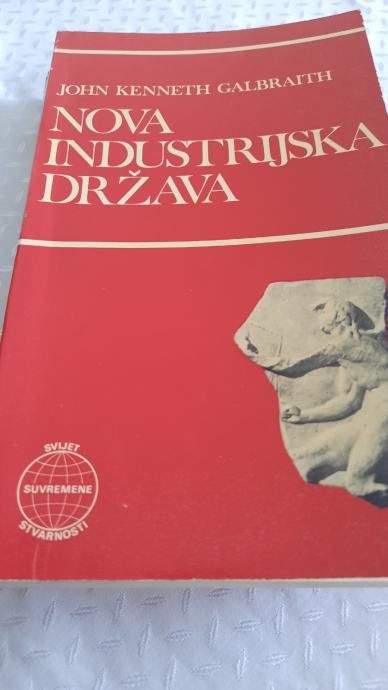 JOHN KENNETH GALBRAITH
NOVA
INDUSTRIJSKA
DRŽAVA
SVIJET
SUVREMENE
STVARNOSTI